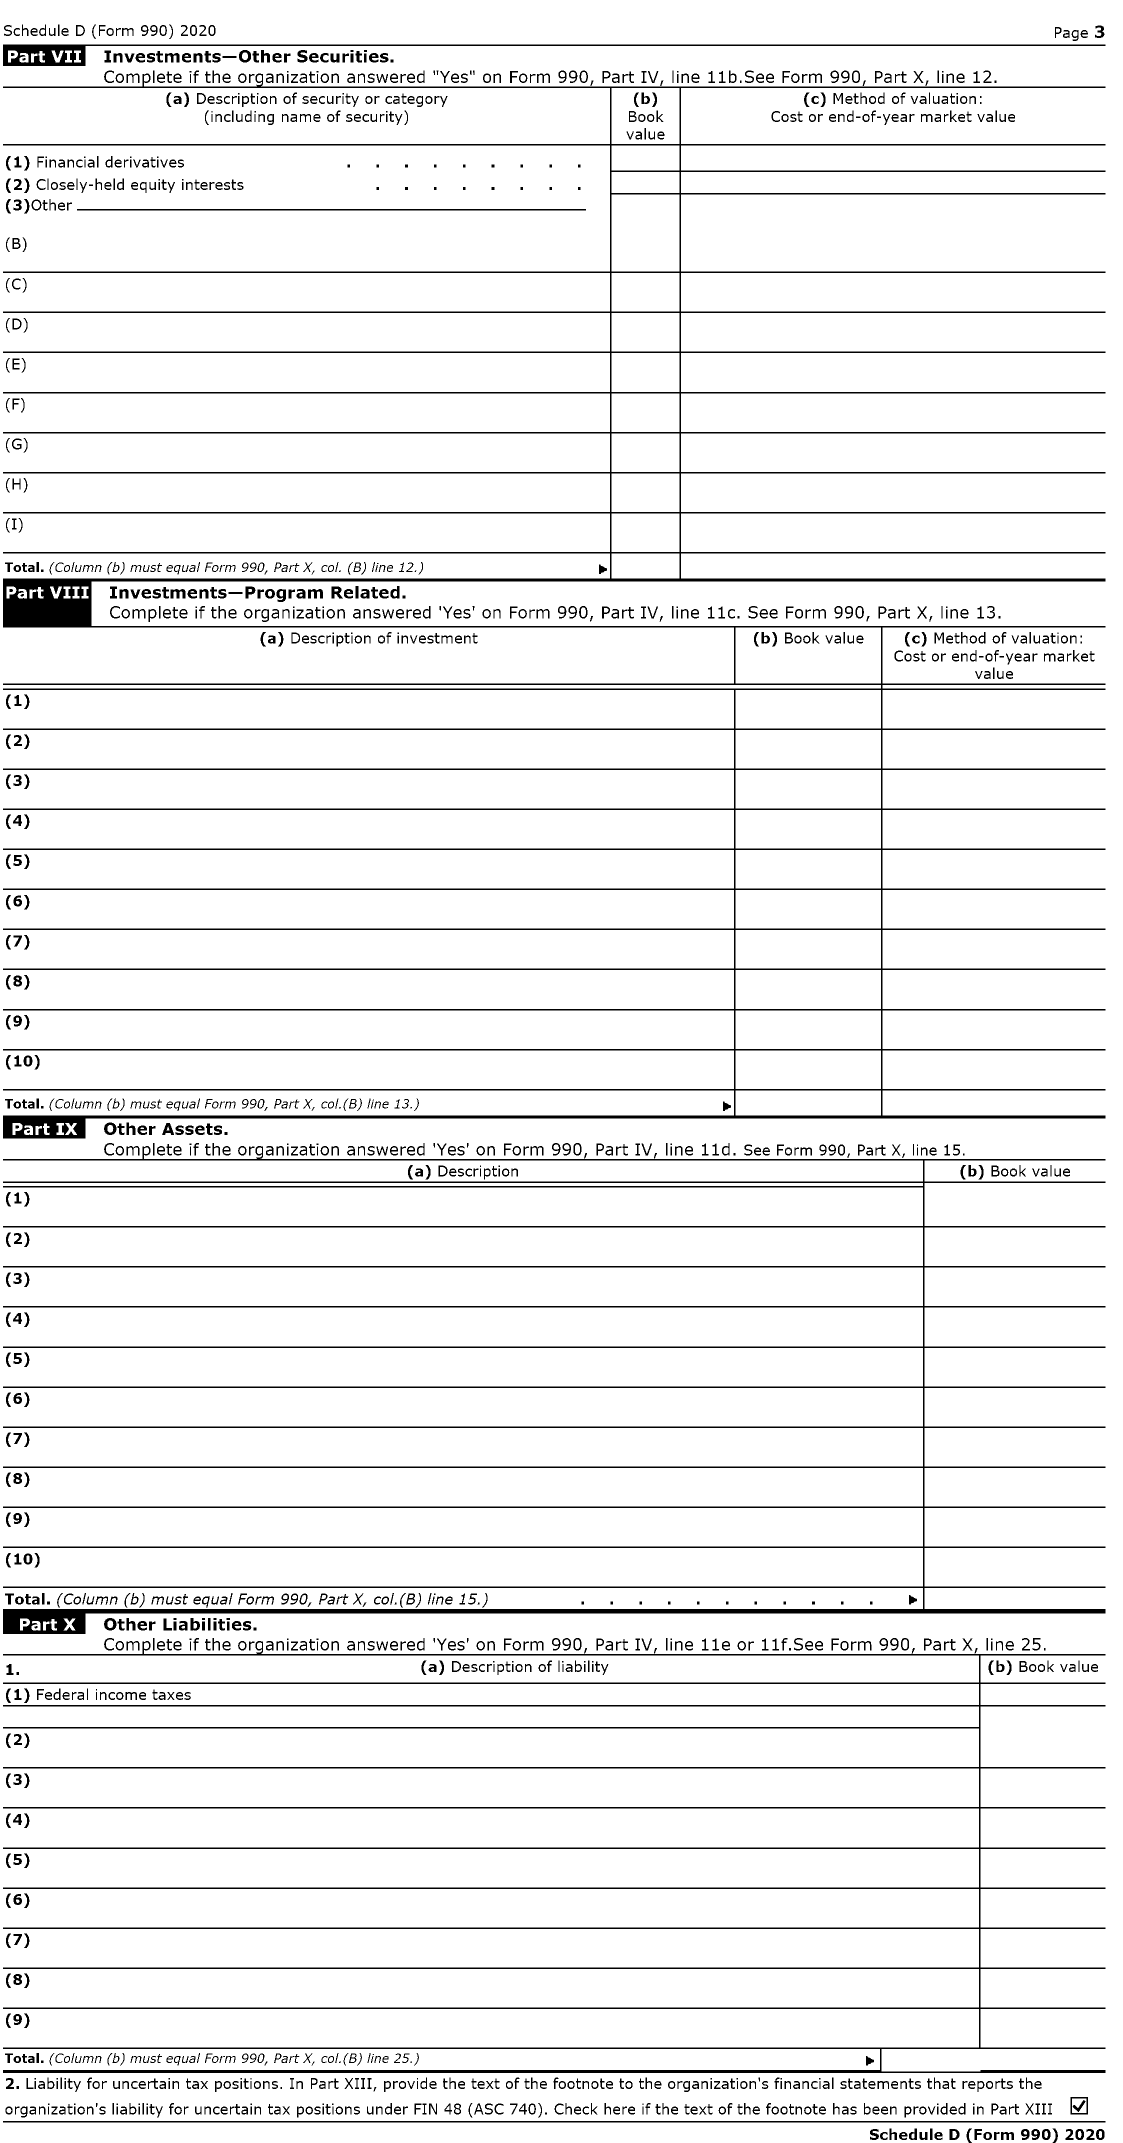 Schedule D (Form 990) 2020 Page 3
Part VII Investments—Other Securities.
Complete if the organization answered "Yes" on Form 990, Part IV, line 11b.See Form 990, Part X, line 12.
(a) Description of security or category
(including name of security)
(b)
Book
value
(c) Method of valuation:
Cost or end-of-year market value
(1) Financial derivatives . . . . . . . . .
(2) Closely-held equity interests . . . . . . . .
(3)Other
(B)
(C)
(D)
(E)
(F)
(G)
(H)
(I)
Total. (Column (b) must equal Form 990, Part X, col. (B) line 12.) ▶
Part VIII Investments—Program Related.
Complete if the organization answered 'Yes' on Form 990, Part IV, line 11c. See Form 990, Part X, line 13.
(a) Description of investment
(b) Book value
(c) Method of valuation:
Cost or end-of-year market
value
(1)
(2)
(3)
(4)
(5)
(6)
(7)
(8)
(9)
(10)
Total. (Column (b) must equal Form 990, Part X, col.(B) line 13.) ▶
Part IX Other Assets.
Complete if the organization answered 'Yes' on Form 990, Part IV, line 11d. See Form 990, Part X, line 15.
(a) Description (b) Book value
(1)
(2)
(3)
(4)
(5)
(6)
(7)
(8)
(9)
(10)
Total. (Column (b) must equal Form 990, Part X, col.(B) line 15.) . . . . . . . . . . . ▶
Part X Other Liabilities.
Complete if the organization answered 'Yes' on Form 990, Part IV, line 11e or 11f.See Form 990, Part X, line 25.
1. (a) Description of liability (b) Book value
(1) Federal income taxes
(2)
(3)
(4)
(5)
(6)
(7)
(8)
(9)
Total. (Column (b) must equal Form 990, Part X, col.(B) line 25.) ▶
2. Liability for uncertain tax positions. In Part XIII, provide the text of the footnote to the organization's financial statements that reports the
organization's liability for uncertain tax positions under FIN 48 (ASC 740). Check here if the text of the footnote has been provided in Part XIII ☑
Schedule D (Form 990) 2020